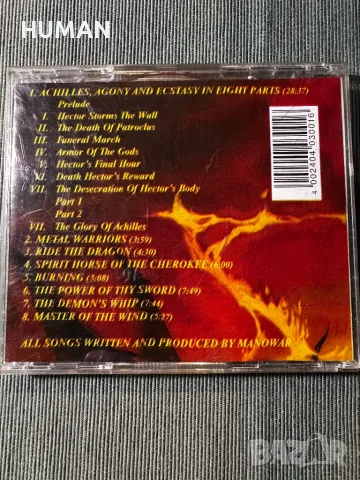 HUMAN
1. ACHILLES, AGONY AND ECSTASY IN EIGHT PARTS (28:37)
Prelude
I. Hector Storms The Wall
II. The Death Of Patroclus
III. Funeral March
IV. Armor Of The Gods
V. Hector's Final Hour
VI. Death Hector's Reward
VII. The Desecration Of Hector's Body
Part 1
Part 2
VII. The Glory Of Achilles
2. METAL WARRIORS (3:59)
3. RIDE THE DRAGON (4:30)
4. SPIRIT HORSE OF THE CHEROKEE (6:00)
5. BURNING (5:08)
6. THE POWER OF THY SWORD (7:49)
7. THE DEMON'S WHIP (7:44)
8. MASTER OF THE WIND (5:27)
ALL SONGS WRITTEN AND PRODUCED BY MANOWAR
4 002404 030016
BAZAR